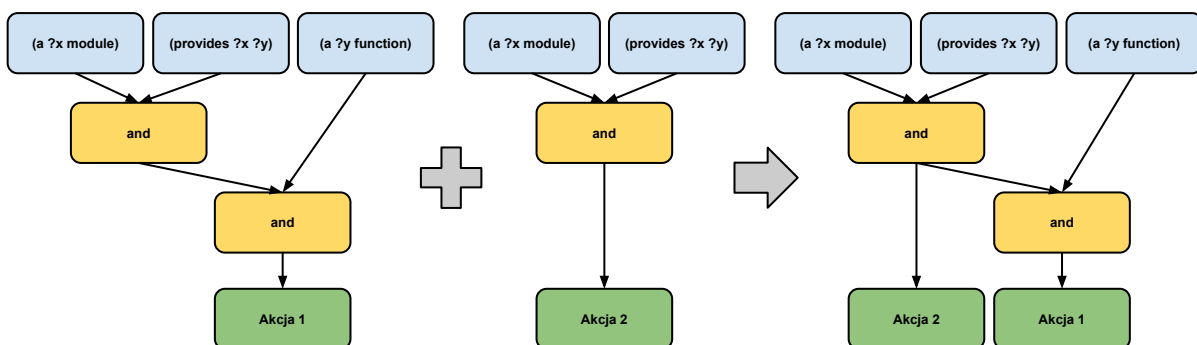 (a ?x module) (provides ?x ?y) (a ?y function) (a ?x module) (provides ?x ?y) (a ?x module) (provides ?x ?y) (a ?y function)
and and and
and and
Akcja 1 Akcja 2 Akcja 2 Akcja 1